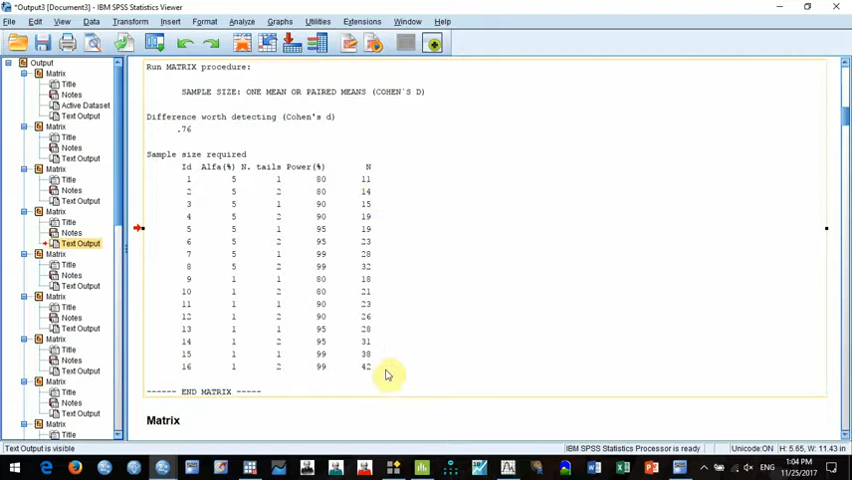 *Output3 [Document3] - IBM SPSS Statistics Viewer
File Edit View Data Transform Insert Format Analyze Graphs Utilities Extensions Window Help
Output
Matrix
Title
Notes
Active Dataset
Text Output
Matrix
Title
Notes
Text Output
Matrix
Title
Notes
Text Output
Matrix
Title
Notes
Text Output
Matrix
Title
Notes
Text Output
Matrix
Title
Notes
Text Output
Matrix
Title
Notes
Text Output
Matrix
Title
Notes
Text Output
Matrix
Title
Run MATRIX procedure:
SAMPLE SIZE: ONE MEAN OR PAIRED MEANS (COHEN`S D)
Difference worth detecting (Cohen's d)
.76
Sample size required
Id Alfa(%) N. tails Power(%) N
1 5 1 80 11
2 5 2 80 14
3 5 1 90 15
4 5 2 90 19
5 5 1 95 19
6 5 2 95 23
7 5 1 99 28
8 5 2 99 32
9 1 1 80 18
10 1 2 80 21
11 1 1 90 23
12 1 2 90 26
13 1 1 95 28
14 1 2 95 31
15 1 1 99 38
16 1 2 99 42
------ END MATRIX -----
Matrix
Text Output is visible
IBM SPSS Statistics Processor is ready
Unicode:ON
H: 5.65, W: 11.43 in
ENG
1:04 PM
11/25/2017